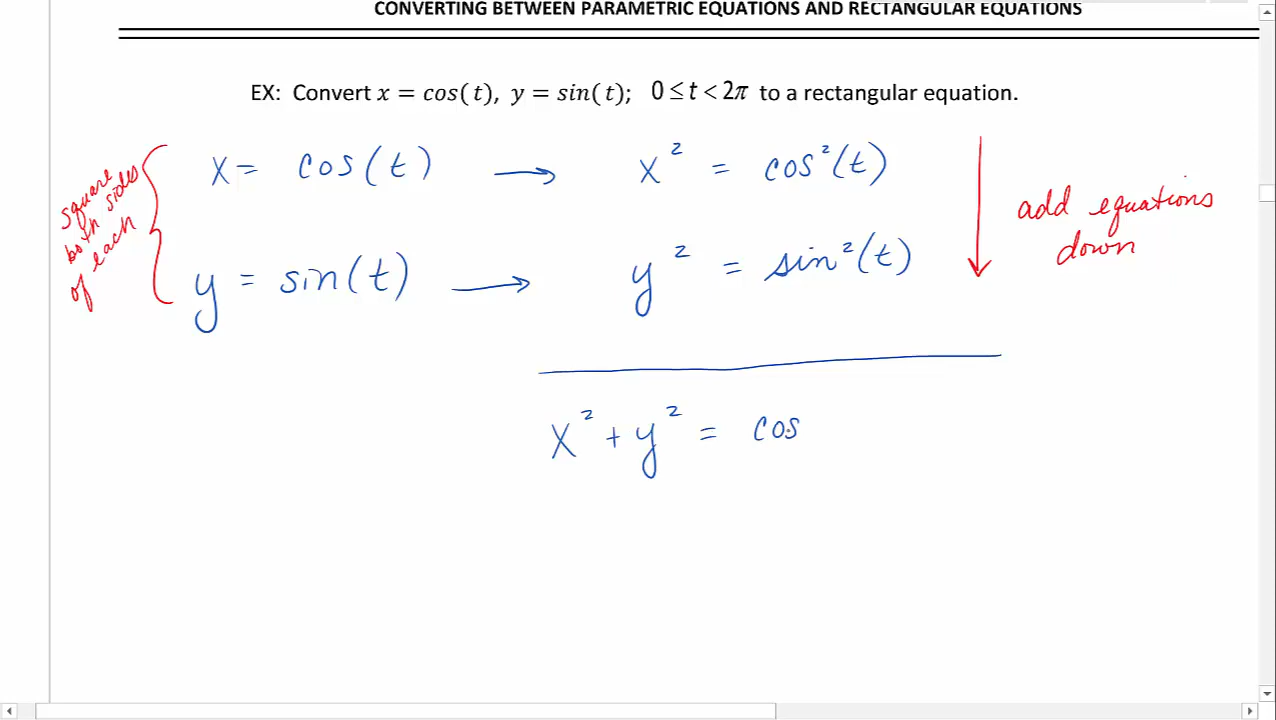 CONVERTING BETWEEN PARAMETRIC EQUATIONS AND RECTANGULAR EQUATIONS
EX: Convert x = cos(t), y = sin(t); 0 ≤ t < 2π to a rectangular equation.
square
both sides
of each
x = cos(t) → x² = cos²(t)
y = sin(t) → y² = sin²(t)
add equations
down
x² + y² = cos